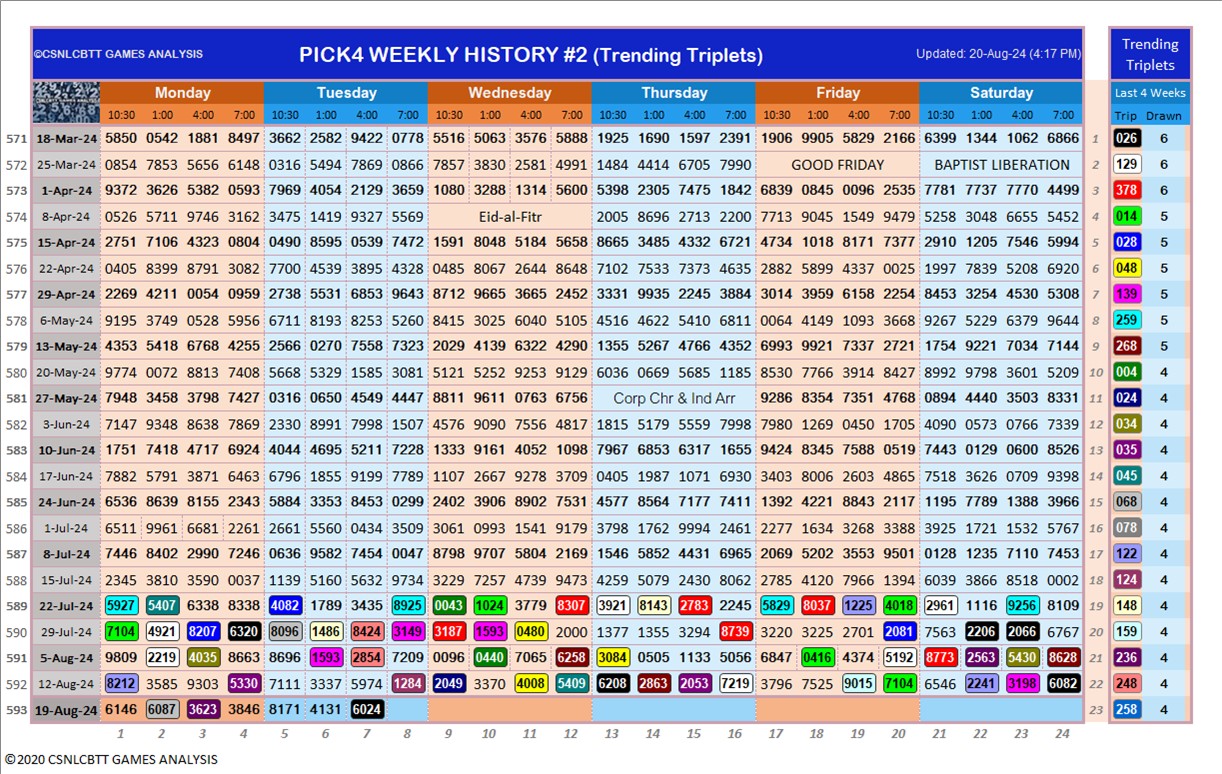 ©CSNLCBTT GAMES ANALYSIS PICK4 WEEKLY HISTORY #2 (Trending Triplets) Updated: 20-Aug-24 (4:17 PM) Trending Triplets
Monday Tuesday Wednesday Thursday Friday Saturday Last 4 Weeks
10:30 1:00 4:00 7:00 10:30 1:00 4:00 7:00 10:30 1:00 4:00 7:00 10:30 1:00 4:00 7:00 10:30 1:00 4:00 7:00 10:30 1:00 4:00 7:00 Trip Drawn
571 18-Mar-24 5850 0542 1881 8497 3662 2582 9422 0777 5516 5063 3576 5888 1925 1690 1597 2391 1906 9905 5829 2166 6399 1344 1062 6866 1 026 6
572 25-Mar-24 0854 7853 5656 6148 0316 5494 7869 0866 7857 3830 2581 4991 1484 4414 6705 7990 GOOD FRIDAY BAPTIST LIBERATION 2 129 6
573 1-Apr-24 9372 3626 5382 0593 7969 4054 2129 3659 1080 3288 1314 5600 5398 2305 7475 1842 6839 0845 0096 2535 7781 7737 7770 4499 3 378 6
574 8-Apr-24 0526 5711 9746 3162 3475 1419 9327 5569 Eid-al-Fitr 2005 8696 2713 2200 7713 9045 1549 9479 5258 3048 6655 5452 4 014 5
575 15-Apr-24 2751 7106 4323 0804 0490 8595 0539 7472 1591 8048 5184 5658 8665 3485 4332 6721 4734 1018 8171 7377 2910 1205 7546 5994 5 028 5
576 22-Apr-24 0405 8399 8791 3082 7700 4539 3895 4328 0485 8067 2644 8648 7102 7533 7373 4635 2882 5899 4337 0025 1997 7839 5208 6920 6 048 5
577 29-Apr-24 2269 4211 0054 0959 2738 5531 6853 9643 8712 9665 3665 2452 3331 9935 2245 3884 3014 3959 6158 2254 8453 3254 4530 5308 7 139 5
578 6-May-24 9195 3749 0528 5956 6711 8193 8253 5260 8415 3025 6040 5105 4516 4622 5410 6811 0064 4149 1093 3668 9267 5229 6379 9644 8 259 5
579 13-May-24 4353 5418 6768 4255 2566 0270 7558 7323 9029 4139 6322 4290 1355 5267 4766 4352 6993 9921 7337 2721 1754 9221 7034 7144 9 268 5
580 20-May-24 9774 0072 8813 7408 5668 5329 1585 3081 5121 5252 9253 9129 6036 0669 5685 1185 8530 7766 3914 8427 8992 9798 3601 5209 10 004 4
581 27-May-24 7948 3458 3798 7427 0316 0650 4549 4447 8811 9611 0763 6756 Corp Chr & Ind Arr 9286 8354 7351 4768 0894 4440 3503 8331 11 024 4
582 3-Jun-24 7147 9348 8638 7869 2330 8991 7998 1507 4576 9090 7556 4817 1815 5179 5559 7998 7980 1269 0450 1705 4090 0573 0766 7339 12 034 4
583 10-Jun-24 1751 7418 4717 6924 4044 4695 5211 7228 1333 9161 4052 1098 7967 6853 6317 1655 9424 8345 7588 0519 7443 0129 0600 8526 13 035 4
584 17-Jun-24 7882 5791 3871 6463 6796 1855 9199 7785 1107 2667 9278 3709 0405 1987 1071 6930 3403 8006 2603 4865 7518 3626 0709 9398 14 045 4
585 24-Jun-24 6536 8639 8155 2343 5884 3353 8453 0299 2402 3906 8902 7531 4577 8564 7177 7411 1392 4221 8843 2117 1195 7789 1388 3966 15 068 4
586 1-Jul-24 6511 9961 6681 2261 2661 5560 0434 3509 3061 0993 1541 9179 3798 1762 9994 2461 2277 1634 3268 3388 3925 1721 1532 5767 16 078 4
587 8-Jul-24 7446 8402 2990 7246 0636 9582 7454 0047 8798 9707 5804 2169 1546 5852 4431 6965 2069 5202 3553 9501 0128 1235 7110 7453 17 122 4
588 15-Jul-24 2345 3810 3590 0037 1139 5160 5632 9734 3229 7257 4739 9473 4259 5079 2430 8062 2785 4120 7966 1394 6039 3866 8518 0002 18 124 4
589 22-Jul-24 5927 5407 6338 8338 4082 1789 3435 8925 0043 1024 3779 8307 3921 8143 2783 2245 5829 8037 1225 4018 2961 1116 9256 8109 19 148 4
590 29-Jul-24 7104 4921 8207 6320 8096 1486 8424 3149 3187 1593 0480 2000 1377 1355 3294 8739 3220 3225 2701 2081 7563 2206 2066 6767 20 159 4
591 5-Aug-24 9809 2219 4035 8663 8696 1593 2854 7209 0096 0440 7065 6258 3084 0505 1133 5056 6847 0416 4374 5192 8773 2563 5430 8628 21 236 4
592 12-Aug-24 8212 3585 9303 5330 7111 3337 5974 1284 2049 3370 4008 5409 6208 2863 2053 7219 3796 7525 9015 7104 6546 2241 3198 6082 22 248 4
593 19-Aug-24 6146 6087 3623 3846 8171 4131 6024 23 258 4
1 2 3 4 5 6 7 8 9 10 11 12 13 14 15 16 17 18 19 20 21 22 23 24
©2020 CSNLCBTT GAMES ANALYSIS